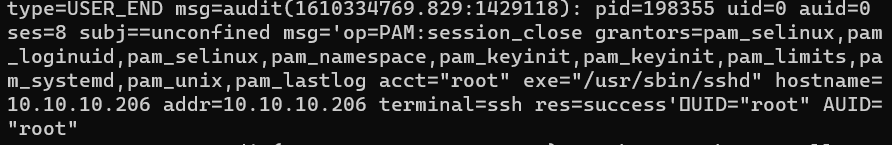 type=USER_END msg=audit(1610334769.829:1429118): pid=198355 uid=0 auid=0
ses=8 subj==unconfined msg='op=PAM:session_close grantors=pam_selinux,pam
_loginuid,pam_selinux,pam_namespace,pam_keyinit,pam_keyinit,pam_limits,pa
m_systemd,pam_unix,pam_lastlog acct="root" exe="/usr/sbin/sshd" hostname=
10.10.10.206 addr=10.10.10.206 terminal=ssh res=success'▯UID="root" AUID=
"root"